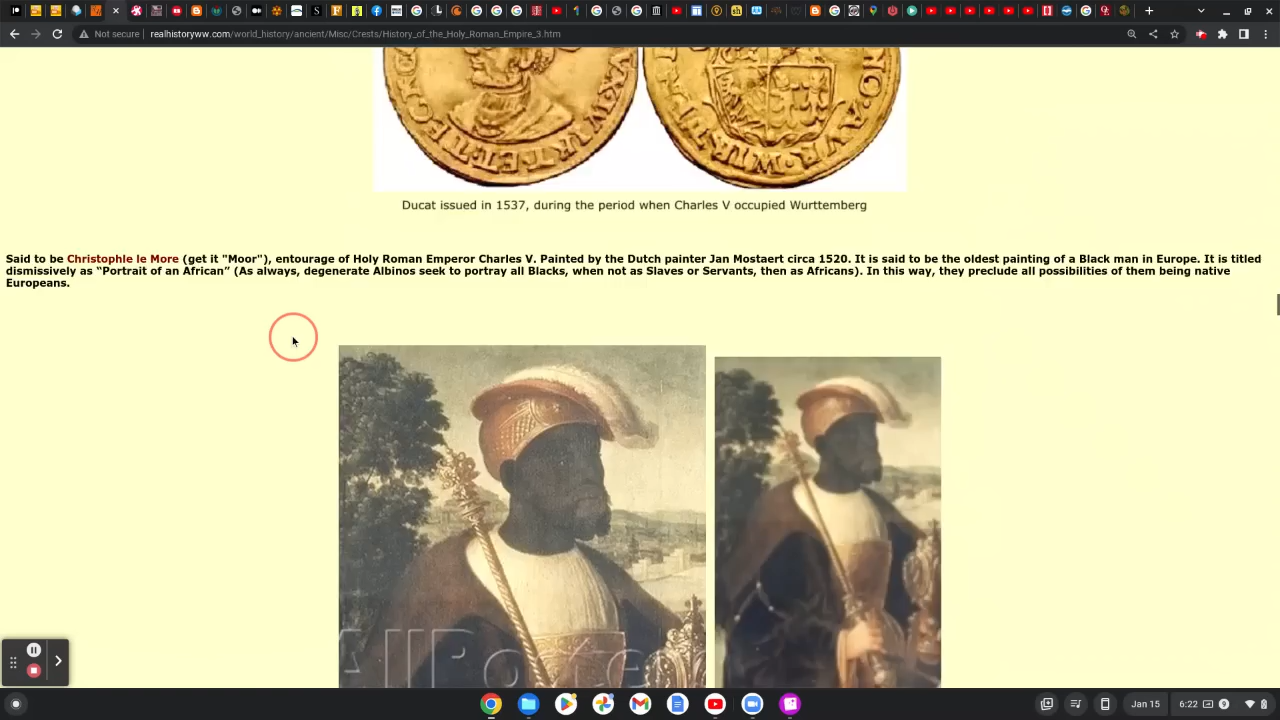 Not secure
realhistoryww.com/world_history/ancient/Misc/Crests/History_of_the_Holy_Roman_Empire_3.htm
Ducat issued in 1537, during the period when Charles V occupied Wurttemberg
Said to be Christophle le More (get it "Moor"), entourage of Holy Roman Emperor Charles V. Painted by the Dutch painter Jan Mostaert circa 1520. It is said to be the oldest painting of a Black man in Europe. It is titled
dismissively as “Portrait of an African” (As always, degenerate Albinos seek to portray all Blacks, when not as Slaves or Servants, then as Africans). In this way, they preclude all possibilities of them being native
Europeans.
Jan 15
6:22